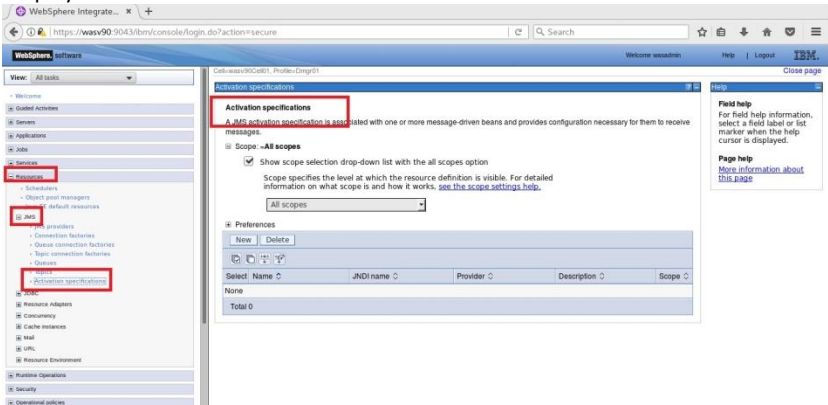 WebSphere Integrate...
https://wasv90:9043/ibm/console/login.do?action=secure
Search
WebSphere. software
Welcome wasadmin
Help | Logout
IBM.
View: All tasks
Welcome
Guided Activities
Servers
Applications
Jobs
Services
Resources
Schedulers
Object pool managers
default resources
JMS
JMS providers
Connection factories
Queue connection factories
Topic connection factories
Queues
Topics
Activation specifications
JDBC
Resource Adapters
Concurrency
Cache instances
Mail
URL
Resource Environment
Runtime Operations
Security
Operational policies
Cell=wasv90Cell01, Profile=Dmgr01
Close page
Activation specifications
Activation specifications
A JMS activation specification is associated with one or more message-driven beans and provides configuration necessary for them to receive
messages.
Scope: =All scopes
Show scope selection drop-down list with the all scopes option
Scope specifies the level at which the resource
definition is visible. For detailed
information on what scope is and how it works, see the scope settings help.
All scopes
Preferences
New Delete
Select Name JNDI name Provider Description Scope
None
Total 0
Help
Field help
For field help information,
select a field label or list
marker when the help
cursor is displayed.
Page help
More information about
this page